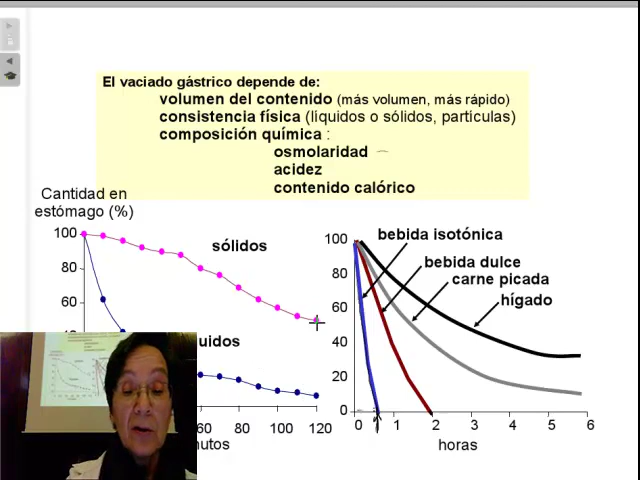 El vaciado gástrico depende de:
volumen del contenido (más volumen, más rápido)
consistencia física (líquidos o sólidos, partículas)
composición química :
osmolaridad
acidez
contenido calórico
Cantidad en
estómago (%)
100
80
60
sólidos
uidos
60 80 100 120
nutos
100
80
60
40
20
0
bebida isotónica
bebida dulce
carne picada
hígado
0 1 2 3 4 5 6
horas